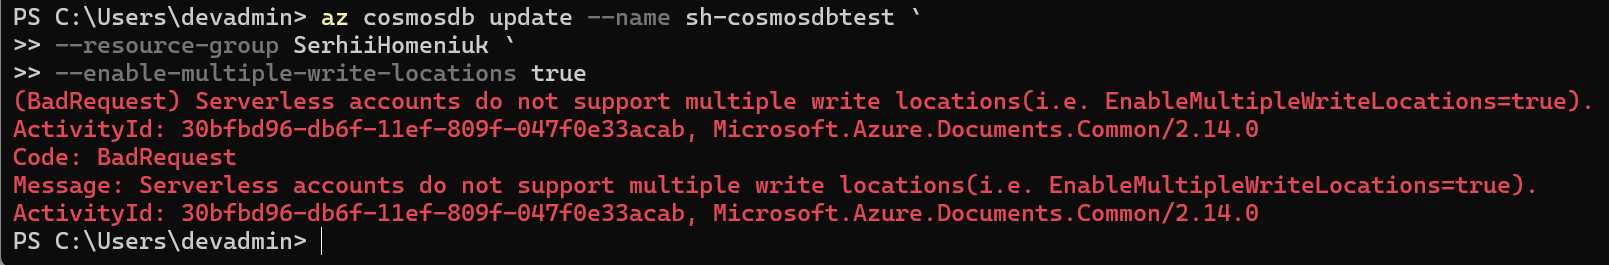 PS C:\Users\devadmin> az cosmosdb update --name sh-cosmosdbtest `
>> --resource-group SerhiiHomeniuk `
>> --enable-multiple-write-locations true
(BadRequest) Serverless accounts do not support multiple write locations(i.e. EnableMultipleWriteLocations=true).
ActivityId: 30bfbd96-db6f-11ef-809f-047f0e33acab, Microsoft.Azure.Documents.Common/2.14.0
Code: BadRequest
Message: Serverless accounts do not support multiple write locations(i.e. EnableMultipleWriteLocations=true).
ActivityId: 30bfbd96-db6f-11ef-809f-047f0e33acab, Microsoft.Azure.Documents.Common/2.14.0
PS C:\Users\devadmin>